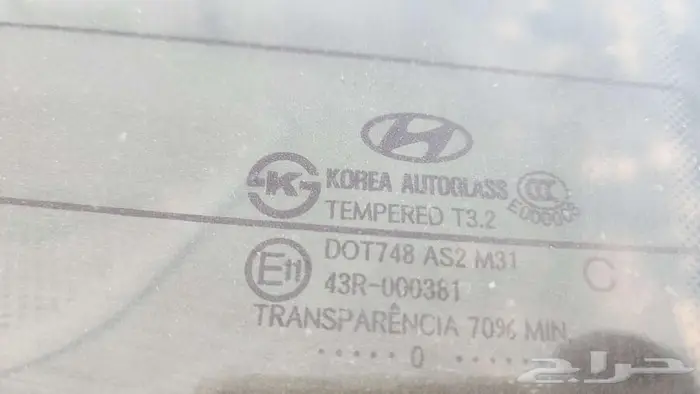 KOREA AUTOGLASS
TEMPERED T3.2
DOT748 AS2 M31
E11
43R-000381
C
TRANSPARÊNCIA 70% MIN.
..... 0 .....
حراج